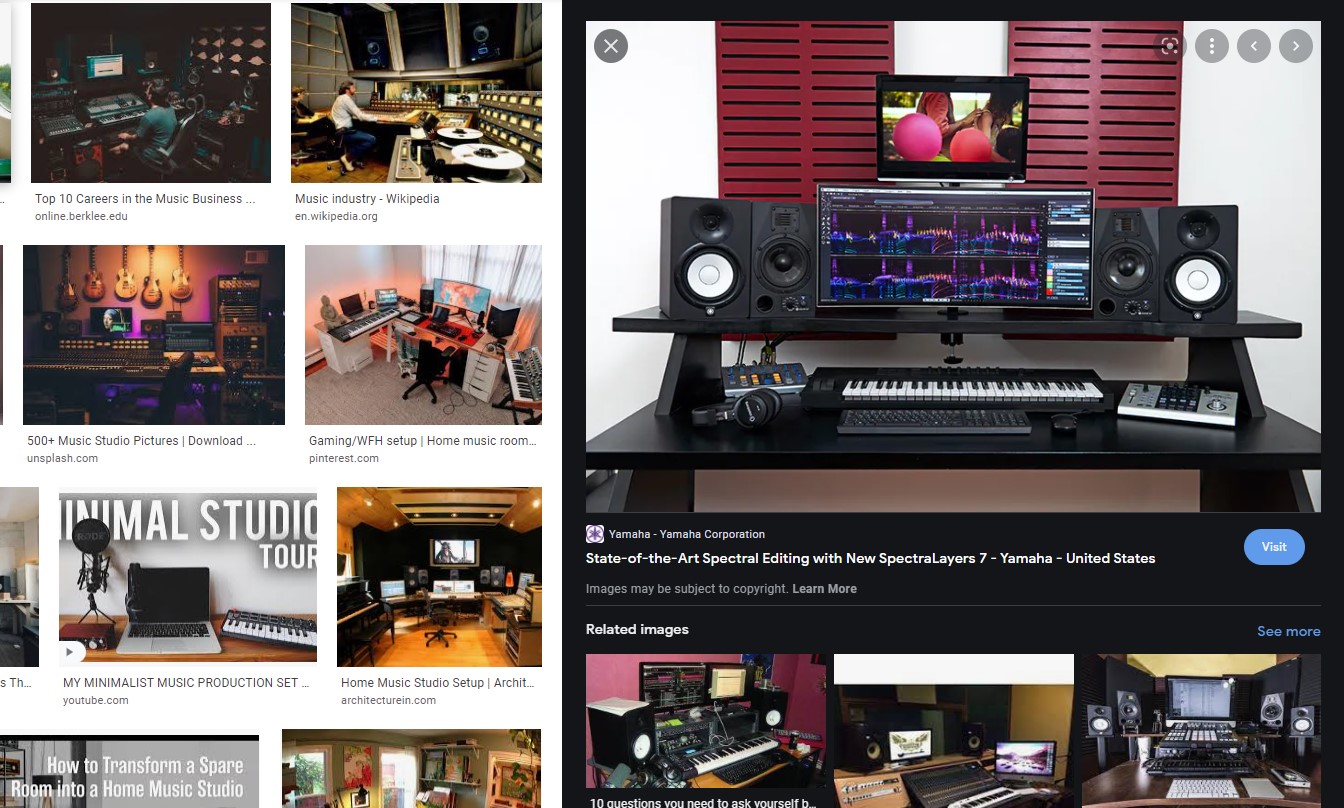 Top 10 Careers in the Music Business ...
online.berklee.edu
Music industry - Wikipedia
en.wikipedia.org
500+ Music Studio Pictures | Download ...
unsplash.com
Gaming/WFH setup | Home music room...
pinterest.com
INIMAL STUDIO
TOUR
RODE
s Th...
MY MINIMALIST MUSIC PRODUCTION SET ...
youtube.com
Home Music Studio Setup | Archit...
architecturein.com
How to Transform a Spare
Room into a Home Music Studio
Yamaha - Yamaha Corporation
State-of-the-Art Spectral Editing with New SpectraLayers 7 - Yamaha - United States
Visit
Images may be subject to copyright. Learn More
Related images
See more
10 questions you need to ask yourself b...